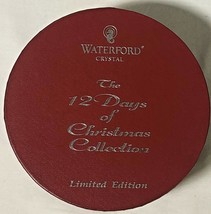 WATERFORD®
CRYSTAL
The
12 Days
of
Christmas
Collection
Limited Edition